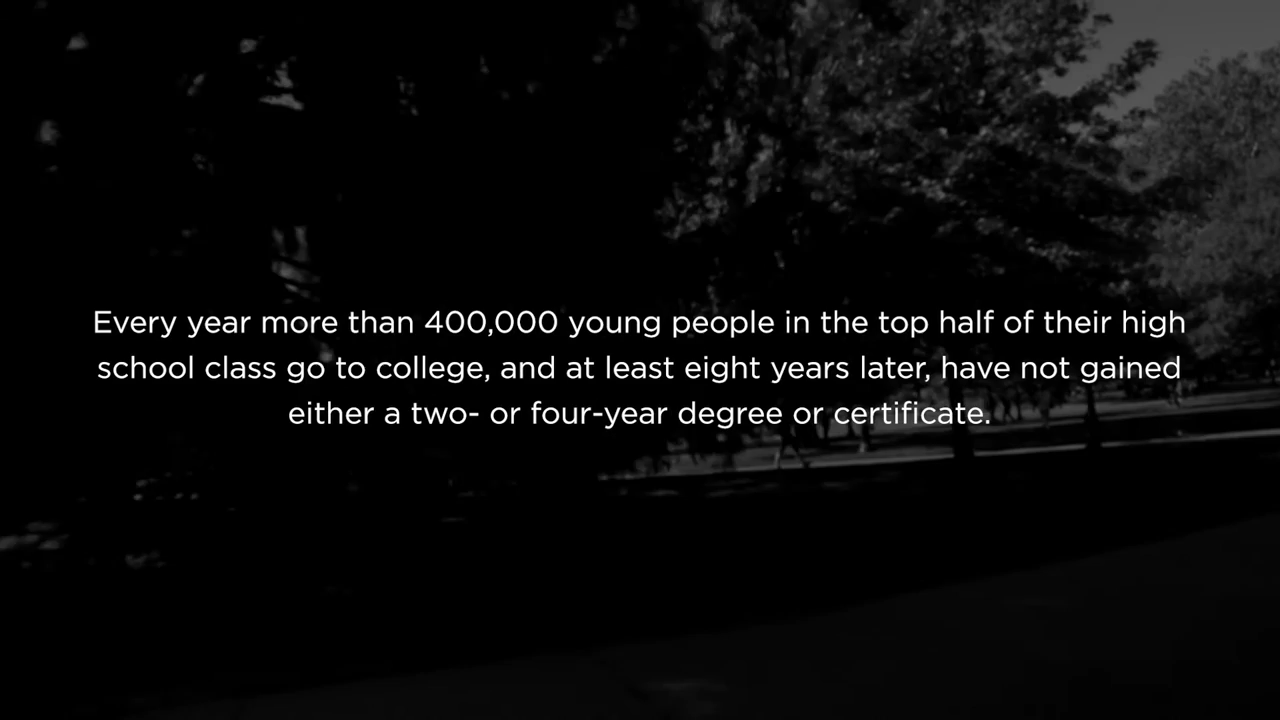 Every year more than 400,000 young people in the top half of their high
school class go to college, and at least eight years later, have not gained
either a two- or four-year degree or certificate.